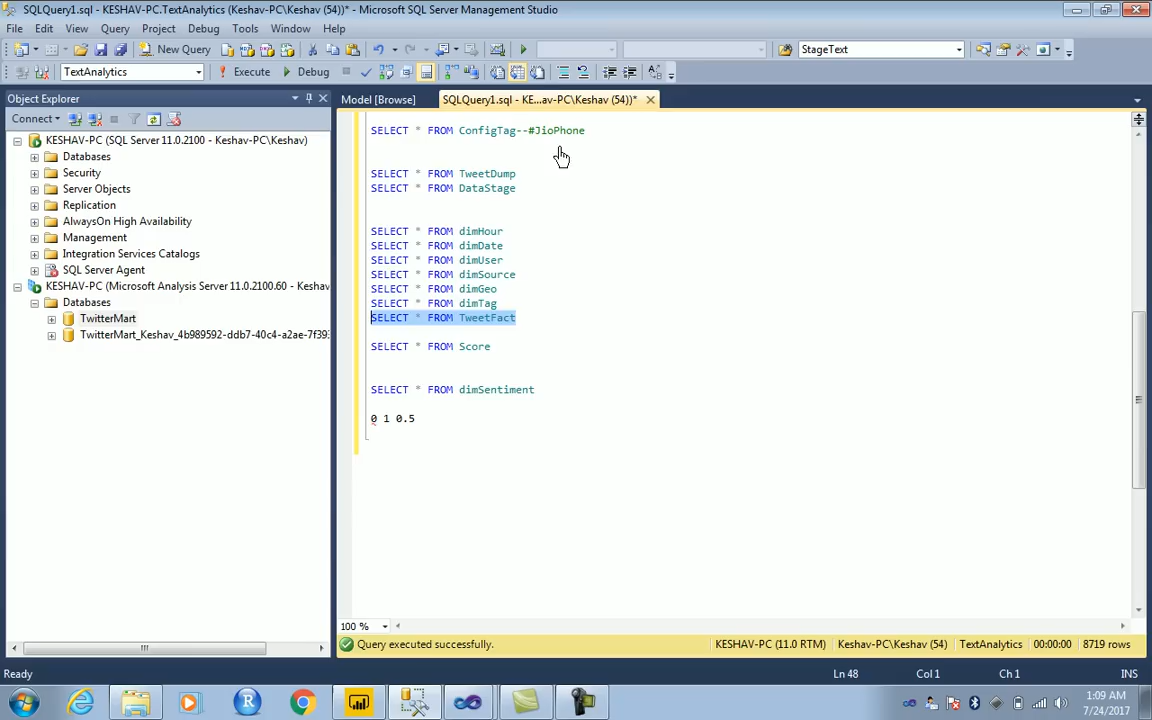 SQLQuery1.sql - KESHAV-PC.TextAnalytics (Keshav-PC\Keshav (54))* - Microsoft SQL Server Management Studio
File Edit View Query Project Debug Tools Window Help
New Query StageText
TextAnalytics Execute Debug
Object Explorer
Model [Browse] SQLQuery1.sql - KE...av-PC\Keshav (54))*
Connect
KESHAV-PC (SQL Server 11.0.2100 - Keshav-PC\Keshav)
Databases
Security
Server Objects
Replication
AlwaysOn High Availability
Management
Integration Services Catalogs
SQL Server Agent
KESHAV-PC (Microsoft Analysis Server 11.0.2100.60 - Keshav
Databases
TwitterMart
TwitterMart_Keshav_4b989592-ddb7-40c4-a2ae-7f39
SELECT * FROM ConfigTag--#JioPhone
SELECT * FROM TweetDump
SELECT * FROM DataStage
SELECT * FROM dimHour
SELECT * FROM dimDate
SELECT * FROM dimUser
SELECT * FROM dimSource
SELECT * FROM dimGeo
SELECT * FROM dimTag
SELECT * FROM TweetFact
SELECT * FROM Score
SELECT * FROM dimSentiment
0 1 0.5
100 %
Query executed successfully. KESHAV-PC (11.0 RTM) Keshav-PC\Keshav (54) TextAnalytics 00:00:00 8719 rows
Ready Ln 48 Col 1 Ch 1 INS
1:09 AM
7/24/2017